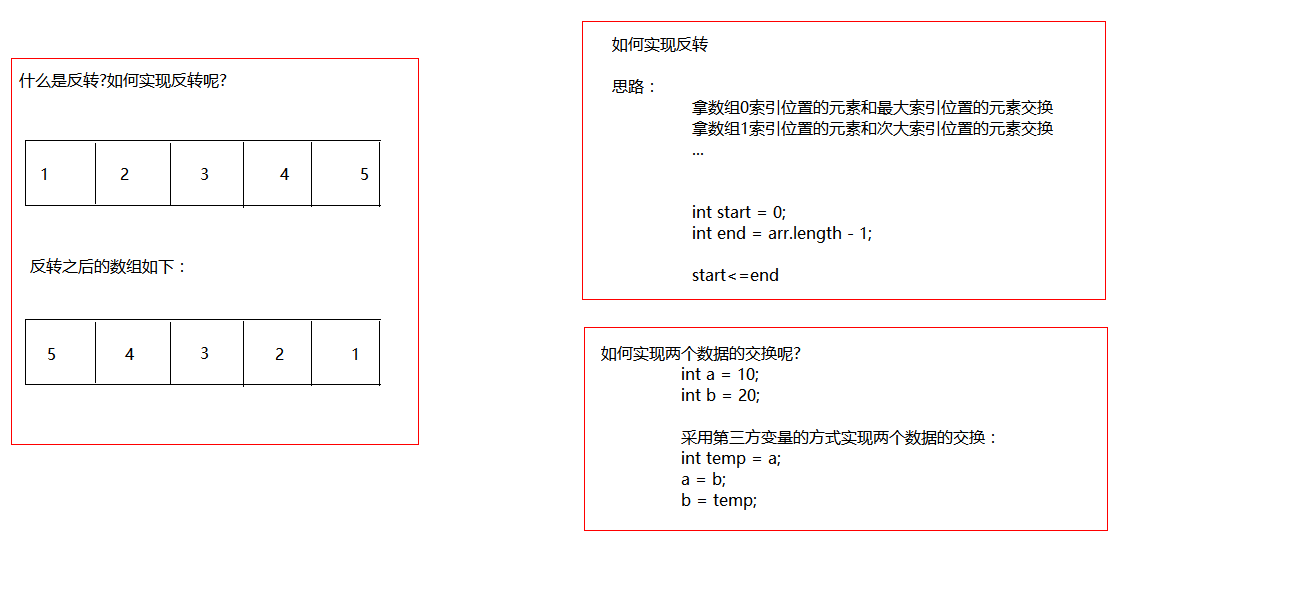 什么是反转?如何实现反转呢?
1 2 3 4 5
反转之后的数组如下：
5 4 3 2 1
如何实现反转
思路：
拿数组0索引位置的元素和最大索引位置的元素交换
拿数组1索引位置的元素和次大索引位置的元素交换
...
int start = 0;
int end = arr.length - 1;
start<=end
如何实现两个数据的交换呢?
int a = 10;
int b = 20;
采用第三方变量的方式实现两个数据的交换：
int temp = a;
a = b;
b = temp;